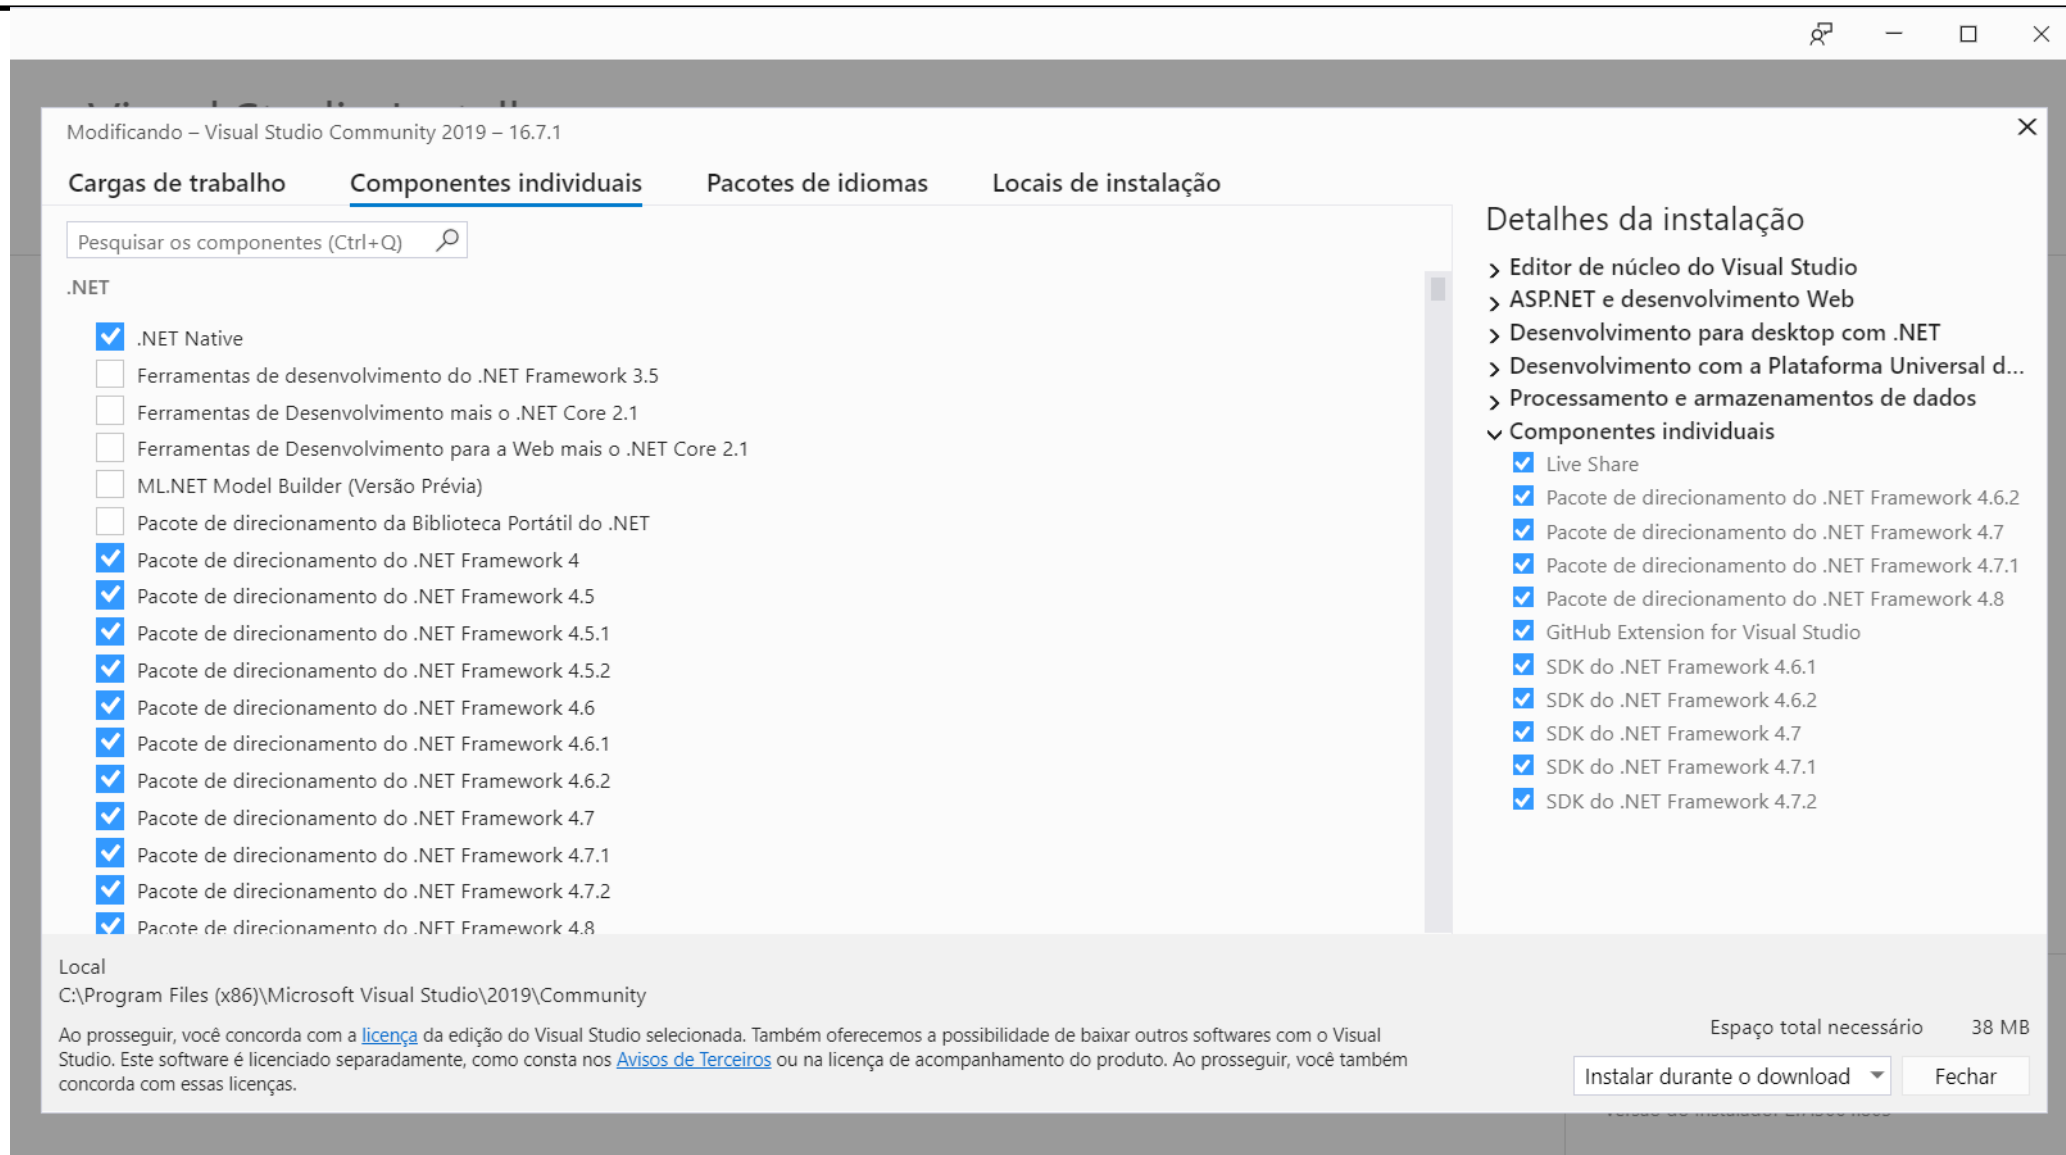 Modificando – Visual Studio Community 2019 – 16.7.1
Cargas de trabalho
Componentes individuais
Pacotes de idiomas
Locais de instalação
Pesquisar os componentes (Ctrl+Q)
.NET
.NET Native
Ferramentas de desenvolvimento do .NET Framework 3.5
Ferramentas de Desenvolvimento mais o .NET Core 2.1
Ferramentas de Desenvolvimento para a Web mais o .NET Core 2.1
ML.NET Model Builder (Versão Prévia)
Pacote de direcionamento da Biblioteca Portátil do .NET
Pacote de direcionamento do .NET Framework 4
Pacote de direcionamento do .NET Framework 4.5
Pacote de direcionamento do .NET Framework 4.5.1
Pacote de direcionamento do .NET Framework 4.5.2
Pacote de direcionamento do .NET Framework 4.6
Pacote de direcionamento do .NET Framework 4.6.1
Pacote de direcionamento do .NET Framework 4.6.2
Pacote de direcionamento do .NET Framework 4.7
Pacote de direcionamento do .NET Framework 4.7.1
Pacote de direcionamento do .NET Framework 4.7.2
Pacote de direcionamento do .NET Framework 4.8
Detalhes da instalação
Editor de núcleo do Visual Studio
ASP.NET e desenvolvimento Web
Desenvolvimento para desktop com .NET
Desenvolvimento com a Plataforma Universal d...
Processamento e armazenamentos de dados
Componentes individuais
Live Share
Pacote de direcionamento do .NET Framework 4.6.2
Pacote de direcionamento do .NET Framework 4.7
Pacote de direcionamento do .NET Framework 4.7.1
Pacote de direcionamento do .NET Framework 4.8
GitHub Extension for Visual Studio
SDK do .NET Framework 4.6.1
SDK do .NET Framework 4.6.2
SDK do .NET Framework 4.7
SDK do .NET Framework 4.7.1
SDK do .NET Framework 4.7.2
Local
C:\Program Files (x86)\Microsoft Visual Studio\2019\Community
Ao prosseguir, você concorda com a licença da edição do Visual Studio selecionada. Também oferecemos a possibilidade de baixar outros softwares com o Visual
Studio. Este software é licenciado separadamente, como consta nos Avisos de Terceiros ou na licença de acompanhamento do produto. Ao prosseguir, você também
concorda com essas licenças.
Espaço total necessário 38 MB
Instalar durante o download
Fechar